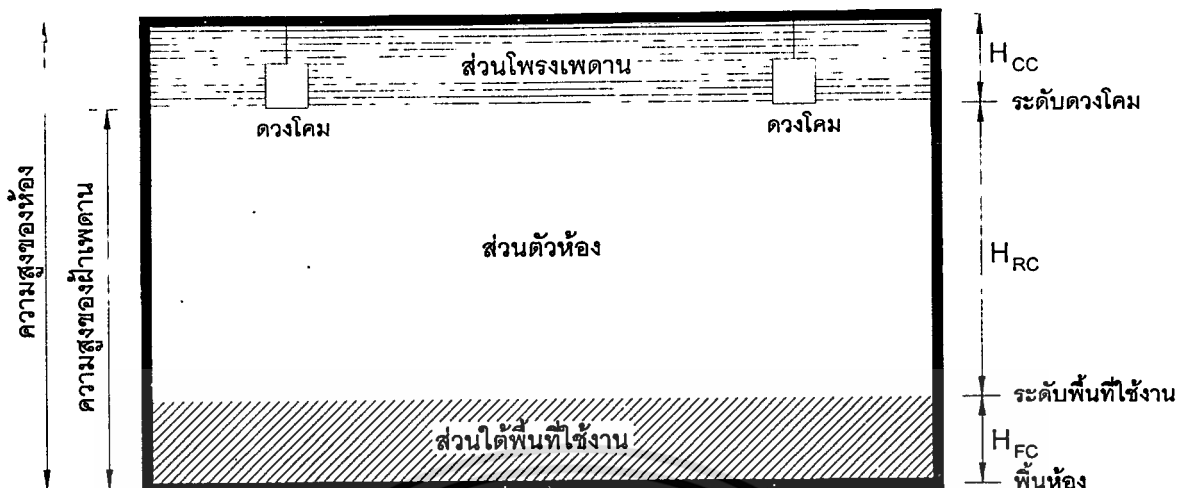 ส่วนโพรงเพดาน
H_CC
ระดับดวงโคม
ดวงโคม
ดวงโคม
ความสูงของห้อง
ความสูงของฝ้าเพดาน
ส่วนตัวห้อง
H_RC
ระดับพื้นที่ใช้งาน
ส่วนใต้พื้นที่ใช้งาน
H_FC
พื้นห้อง